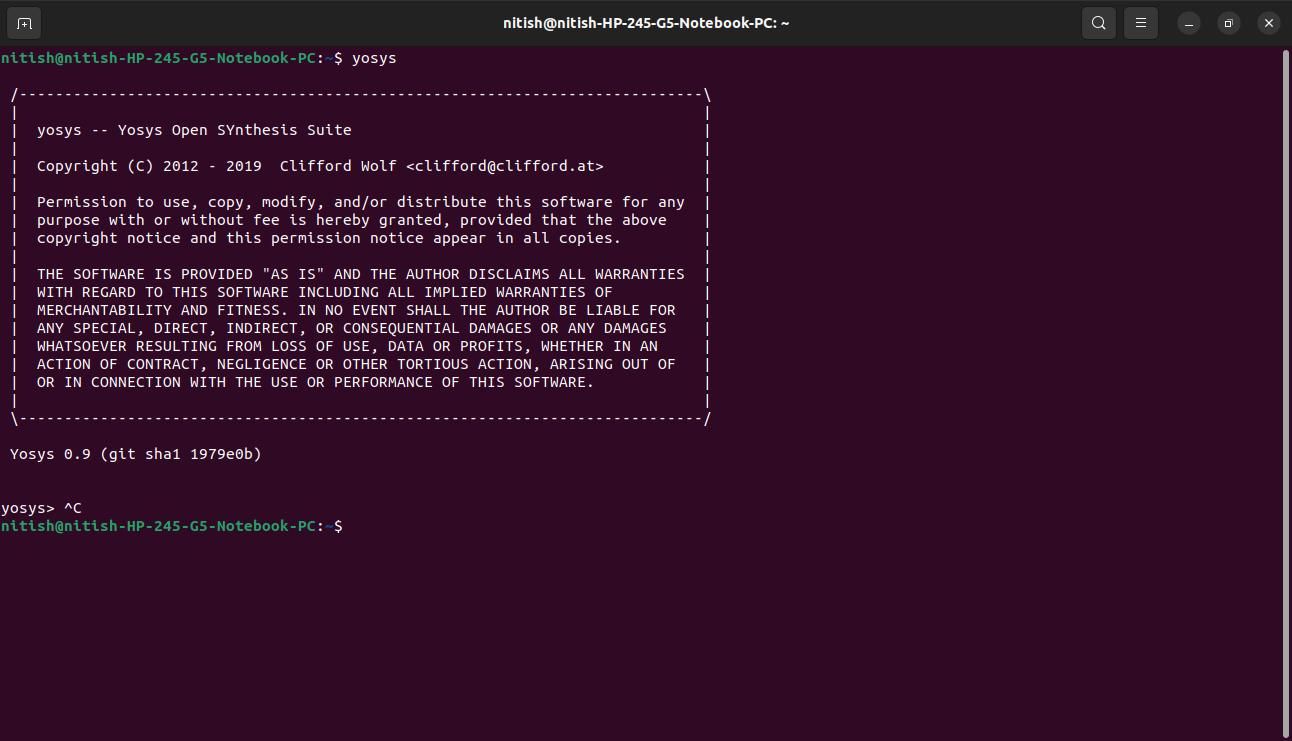 nitish@nitish-HP-245-G5-Notebook-PC: ~
nitish@nitish-HP-245-G5-Notebook-PC:~$ yosys
/----------------------------------------------------------------------------\
|                                                                            |
|  yosys -- Yosys Open SYnthesis Suite                                       |
|                                                                            |
|  Copyright (C) 2012 - 2019  Clifford Wolf <clifford@clifford.at>           |
|                                                                            |
|  Permission to use, copy, modify, and/or distribute this software for any  |
|  purpose with or without fee is hereby granted, provided that the above    |
|  copyright notice and this permission notice appear in all copies.         |
|                                                                            |
|  THE SOFTWARE IS PROVIDED "AS IS" AND THE AUTHOR DISCLAIMS ALL WARRANTIES  |
|  WITH REGARD TO THIS SOFTWARE INCLUDING ALL IMPLIED WARRANTIES OF          |
|  MERCHANTABILITY AND FITNESS. IN NO EVENT SHALL THE AUTHOR BE LIABLE FOR   |
|  ANY SPECIAL, DIRECT, INDIRECT, OR CONSEQUENTIAL DAMAGES OR ANY DAMAGES    |
|  WHATSOEVER RESULTING FROM LOSS OF USE, DATA OR PROFITS, WHETHER IN AN     |
|  ACTION OF CONTRACT, NEGLIGENCE OR OTHER TORTIOUS ACTION, ARISING OUT OF   |
|  OR IN CONNECTION WITH THE USE OR PERFORMANCE OF THIS SOFTWARE.            |
|                                                                            |
\----------------------------------------------------------------------------/
Yosys 0.9 (git sha1 1979e0b)
yosys> ^C
nitish@nitish-HP-245-G5-Notebook-PC:~$